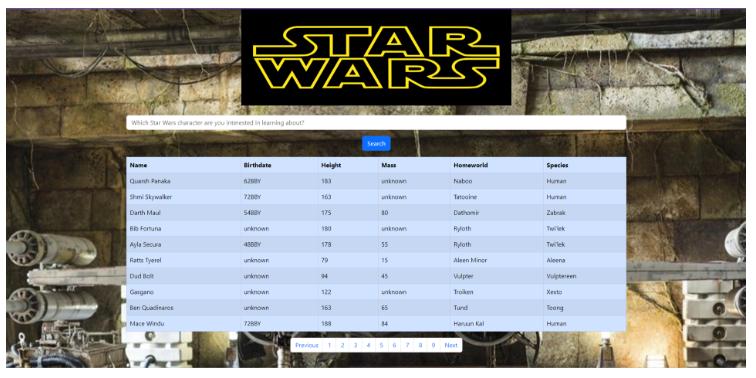 STAR
WARS
Which Star Wars character are you interested in learning about?
Search
Name Birthdate Height Mass Homeworld Species
Quarsh Panaka 62BBY 183 unknown Naboo Human
Shmi Skywalker 72BBY 163 unknown Tatooine Human
Darth Maul 54BBY 175 80 Dathomir Zabrak
Bib Fortuna unknown 180 unknown Ryloth Twi'lek
Ayla Secura 48BBY 178 55 Ryloth Twi'lek
Ratts Tyerel unknown 79 15 Aleen Minor Aleena
Dud Bolt unknown 94 45 Vulpter Vulptereen
Gasgano unknown 122 unknown Troiken Xexto
Ben Quadinaros unknown 163 65 Tund Toong
Mace Windu 72BBY 188 84 Haruun Kal Human
Previous 1 2 3 4 5 6 7 8 9 Next